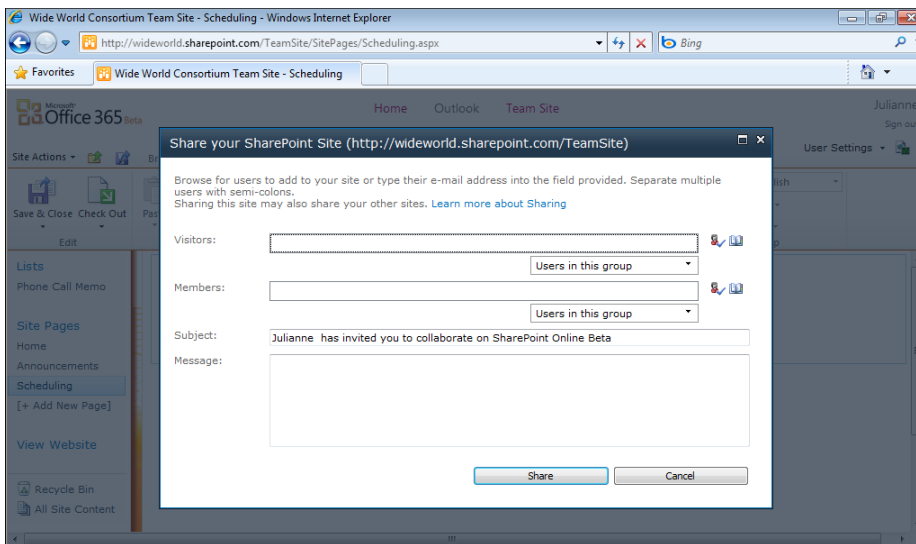 Wide World Consortium Team Site - Scheduling - Windows Internet Explorer
http://wideworld.sharepoint.com/TeamSite/SitePages/Scheduling.aspx
Bing
Favorites
Wide World Consortium Team Site - Scheduling
Microsoft
Office 365 Beta
Home Outlook Team Site
Julianne
Sign
Site Actions
User Settings
Share your SharePoint Site (http://wideworld.sharepoint.com/TeamSite)
Browse for users to add to your site or type their e-mail address into the field provided. Separate multiple
users with semi-colons.
Sharing this site may also share your other sites. Learn more about Sharing
Save & Close Check Out
Edit
Visitors:
Users in this group
Members:
Users in this group
Subject:
Julianne has invited you to collaborate on SharePoint Online Beta
Message:
Share Cancel
Lists
Phone Call Memo
Site Pages
Home
Announcements
Scheduling
[+ Add New Page]
View Website
Recycle Bin
All Site Content